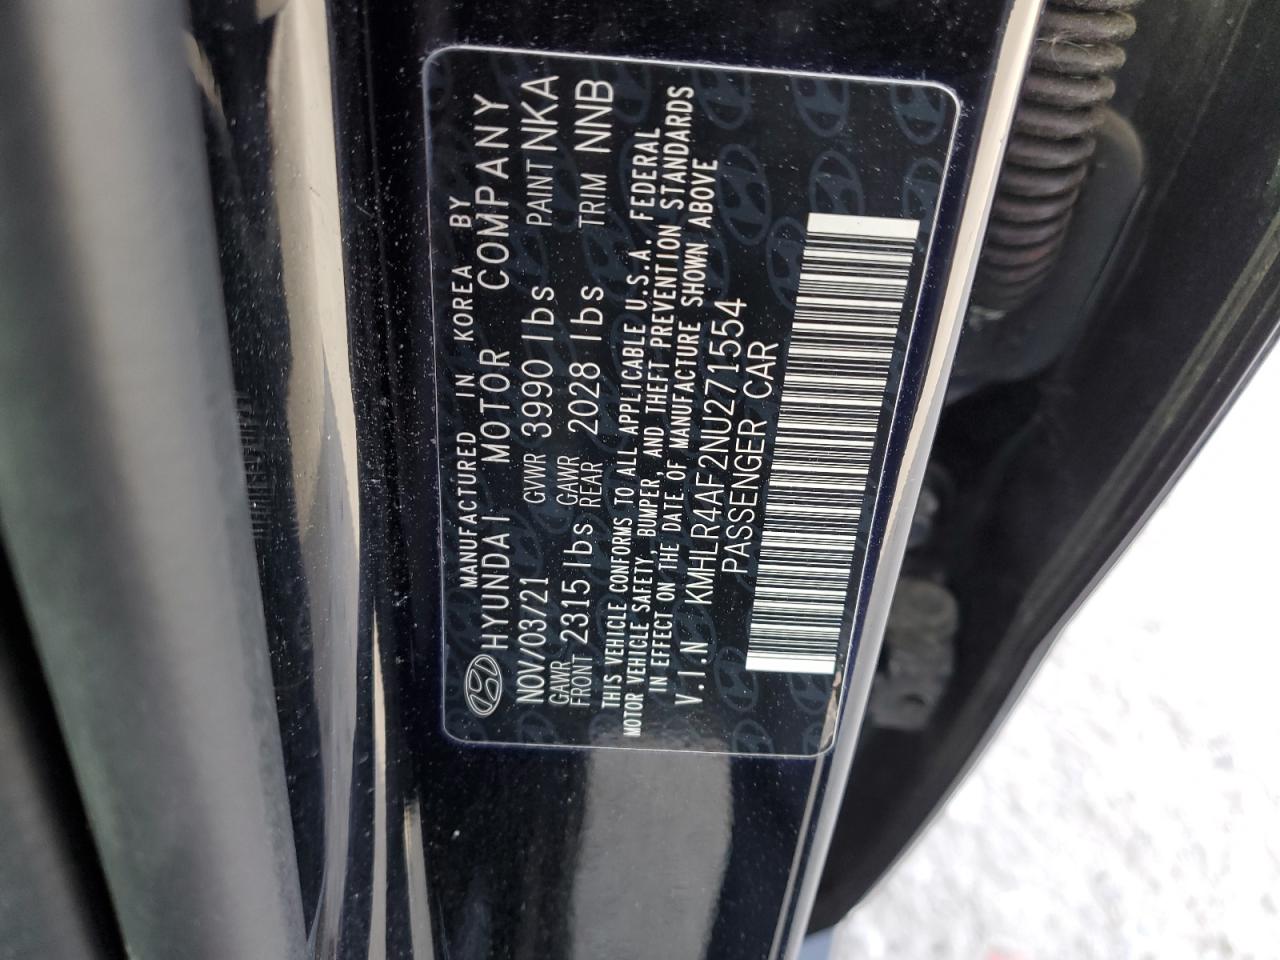 MANUFACTURED IN KOREA BY
HYUNDAI MOTOR COMPANY
NOV/03/21 GVWR 3990 lbs PAINT NKA
GAWR FRONT 2315 lbs GAWR REAR 2028 lbs TRIM NNB
THIS VEHICLE CONFORMS TO ALL APPLICABLE U.S.A. FEDERAL
MOTOR VEHICLE SAFETY, BUMPER, AND THEFT PREVENTION STANDARDS
IN EFFECT ON THE DATE OF MANUFACTURE SHOWN ABOVE
V.I.N KMHLR4AF2NU271554
PASSENGER CAR